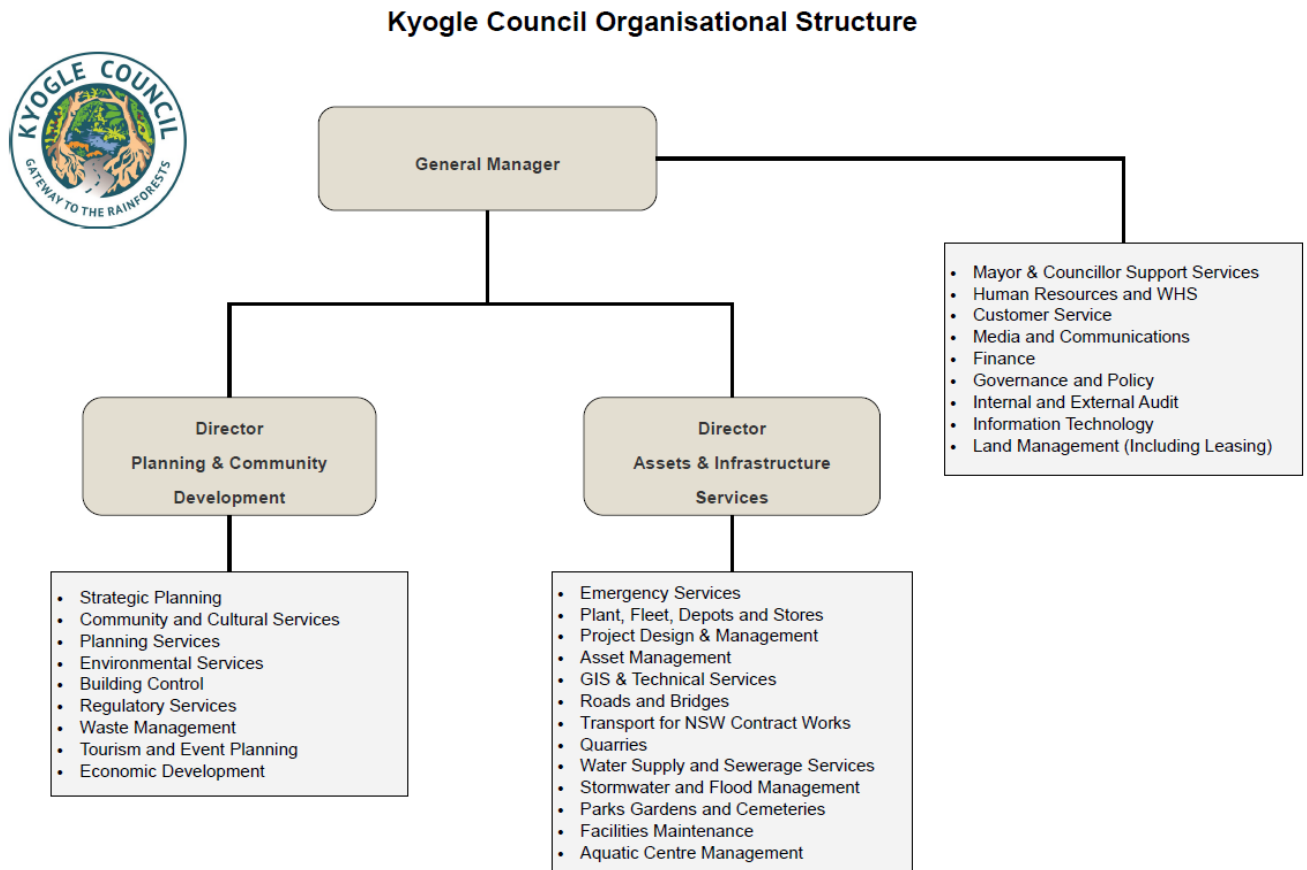 Kyogle Council Organisational Structure
KYOGLE COUNCIL
GATEWAY TO THE RAINFORESTS
General Manager
• Mayor & Councillor Support Services
• Human Resources and WHS
• Customer Service
• Media and Communications
• Finance
• Governance and Policy
• Internal and External Audit
• Information Technology
• Land Management (Including Leasing)
Director
Planning & Community
Development
Director
Assets & Infrastructure
Services
• Strategic Planning
• Community and Cultural Services
• Planning Services
• Environmental Services
• Building Control
• Regulatory Services
• Waste Management
• Tourism and Event Planning
• Economic Development
• Emergency Services
• Plant, Fleet, Depots and Stores
• Project Design & Management
• Asset Management
• GIS & Technical Services
• Roads and Bridges
• Transport for NSW Contract Works
• Quarries
• Water Supply and Sewerage Services
• Stormwater and Flood Management
• Parks Gardens and Cemeteries
• Facilities Maintenance
• Aquatic Centre Management